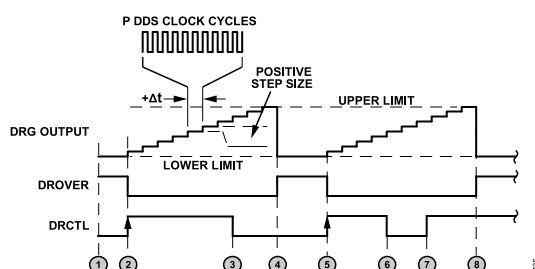 P DDS CLOCK CYCLES
+Δt
POSITIVE
STEP SIZE
UPPER LIMIT
DRG OUTPUT
LOWER LIMIT
DROVER
DRCTL
1 2 3 4 5 6 7 8